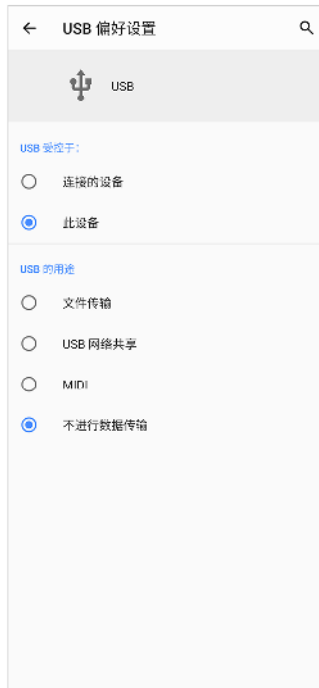 USB 偏好设置
USB
USB 受控于：
连接的设备
此设备
USB 的用途
文件传输
USB 网络共享
MIDI
不进行数据传输